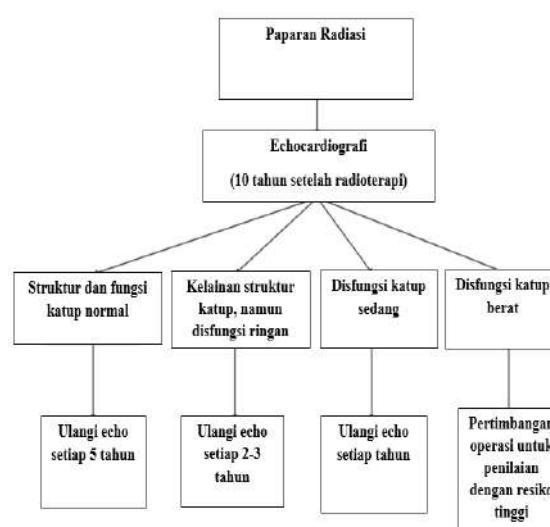 Paparan Radiasi
Echocardiografi
(10 tahun setelah radioterapi)
Struktur dan fungsi
katup normal
Kelainan struktur
katup, namun
disfungsi ringan
Disfungsi katup
sedang
Disfungsi katup
berat
Ulangi echo
setiap 5 tahun
Ulangi echo
setiap 2-3
tahun
Ulangi echo
setiap tahun
Pertimbangan
operasi untuk
penilaian
dengan resiko
tinggi